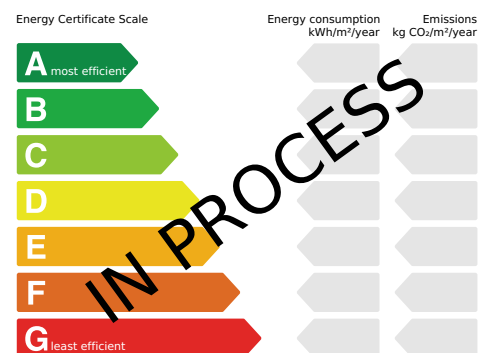 Energy Certificate Scale
Energy consumption
kWh/m²/year
Emissions
kg CO₂/m²/year
A most efficient
B
C
D
E
F
G least efficient
IN PROCESS